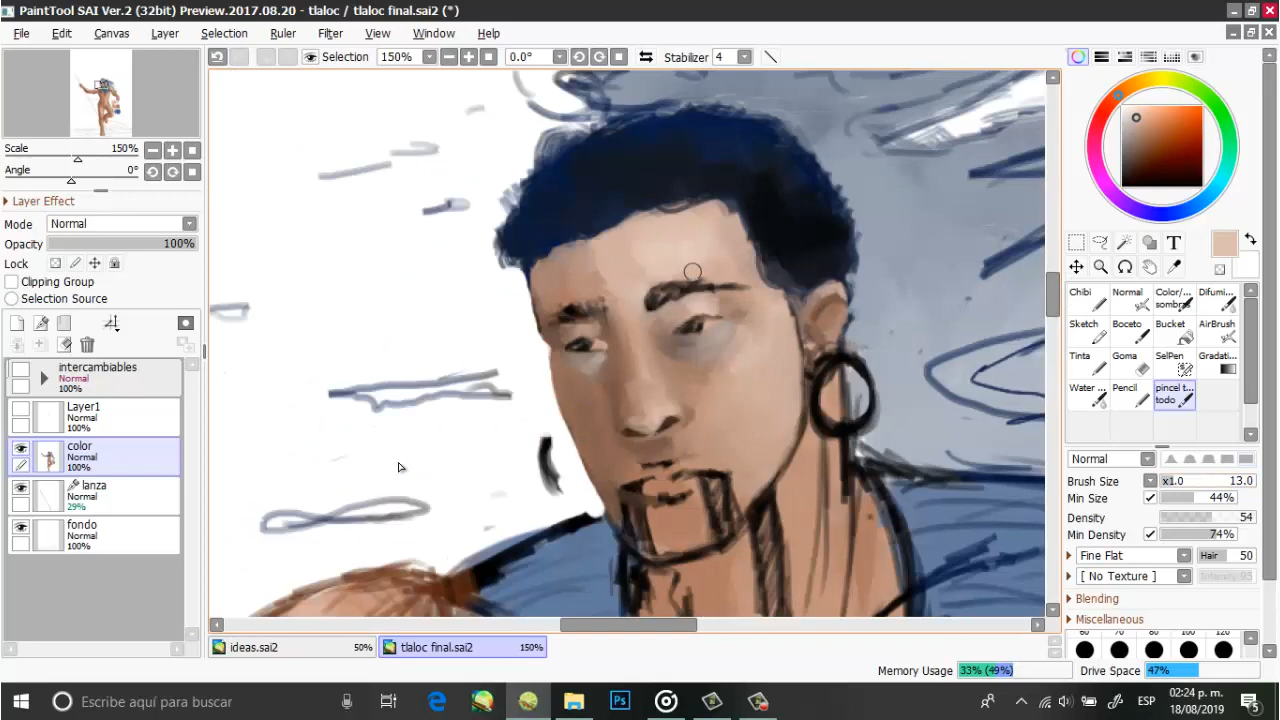 PaintTool SAI Ver.2 (32bit) Preview.2017.08.20 - tlaloc / tlaloc final.sai2 (*)
File Edit Canvas Layer Selection Ruler Filter View Window Help
Selection 150% 0.0° Stabilizer 4
Scale 150%
Angle 0°
Layer Effect
Mode Normal
Opacity 100%
Lock
Clipping Group
Selection Source
intercambiables
Normal
100%
Layer1
Normal
100%
color
Normal
100%
lanza
Normal
29%
fondo
Normal
100%
T
Chibi Normal Color/... sombras Difumi...
Sketch Boceto Bucket AirBrush
Tinta Goma SelPen Gradati...
Water ... Pencil pincel t... todo
Normal
Brush Size x1.0 13.0
Min Size 44%
Density 54
Min Density 74%
Fine Flat Hair 50
[ No Texture ] Intensity 95
Blending
Miscellaneous
60 70 80 100 120
ideas.sai2 50% tlaloc final.sai2 150%
Memory Usage 33% (49%) Drive Space 47%
Escribe aquí para buscar
Ps
ESP
02:24 p. m.
18/08/2019
5